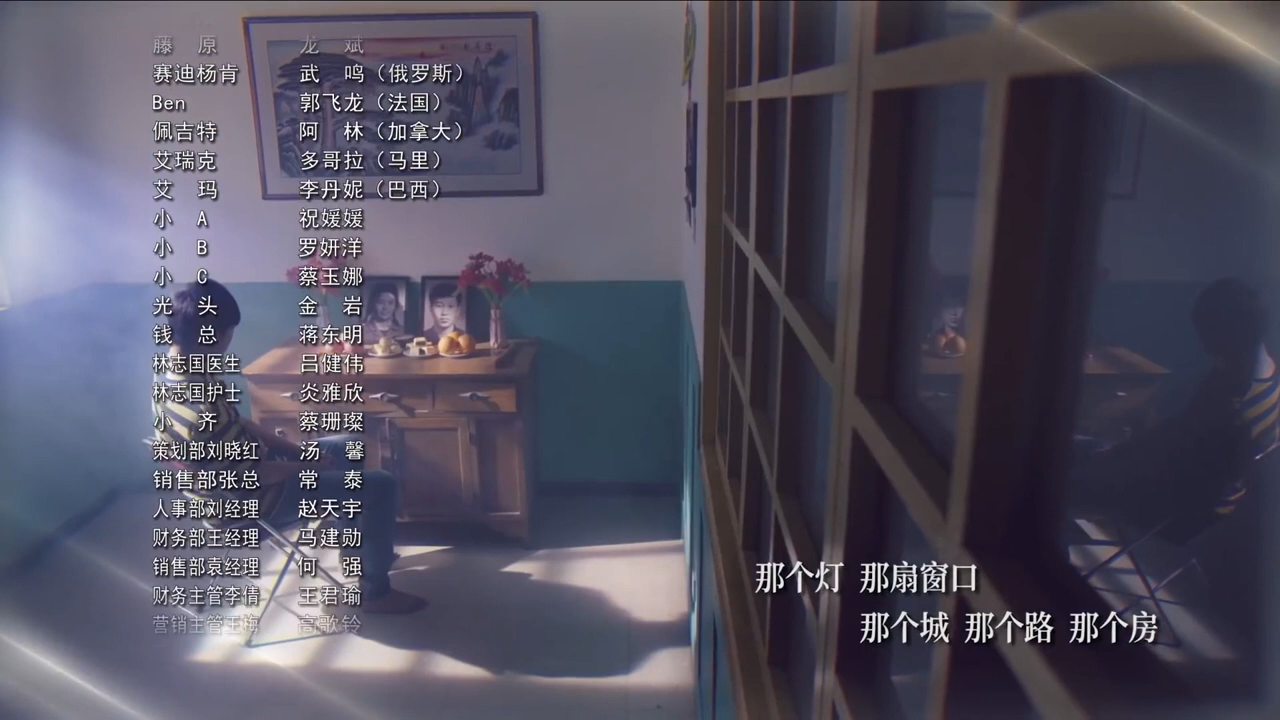 藤 原 龙 斌
赛迪杨肯 武 鸣（俄罗斯）
Ben 郭飞龙（法国）
佩吉特 阿 林（加拿大）
艾瑞克 多哥拉（马里）
艾 玛 李丹妮（巴西）
小 A 祝媛媛
小 B 罗妍洋
小 C 蔡玉娜
光 头 金 岩
钱 总 蒋东明
林志国医生 吕健伟
林志国护士 炎雅欣
小 齐 蔡珊璨
策划部刘晓红 汤 馨
销售部张总 常 泰
人事部刘经理 赵天宇
财务部王经理 马建勋
销售部袁经理 何 强
财务主管李倩 王君瑜
营销主管王梅 高歌铃
那个灯 那扇窗口
那个城 那个路 那个房